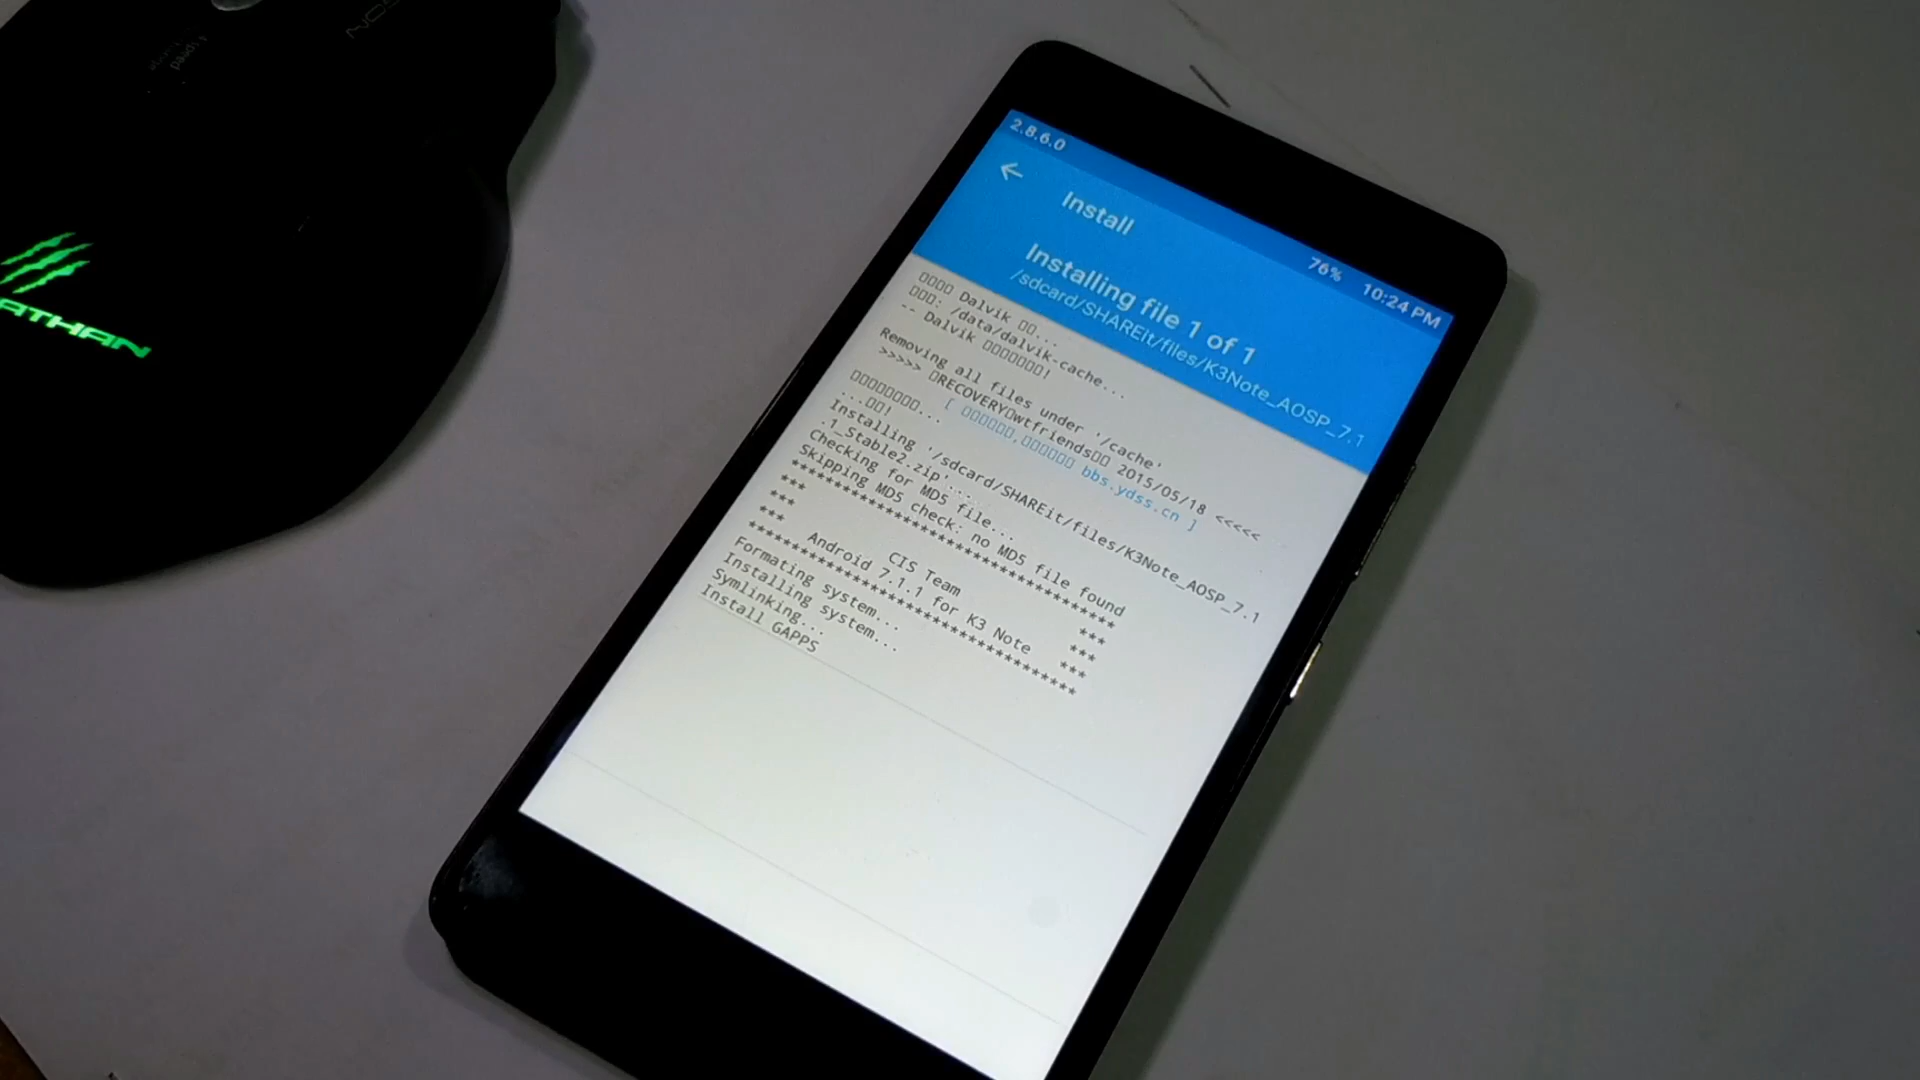 2.8.6.0
76%
10:24 PM
Install
Installing file 1 of 1
/sdcard/SHAREit/files/K3Note_AOSP_7.1
□□□□ Dalvik □□...
□□□: /data/dalvik-cache...
-- Dalvik □□□□□□□!
Removing all files under '/cache'
>>>>> □RECOVERY□wtfriends□□ 2015/05/18 <<<<<
[ □□□□□□,□□□□□□ bbs.ydss.cn ]
□□□□□□□□...
...□□!
Installing '/sdcard/SHAREit/files/K3Note_AOSP_7.1
.1_Stable2.zip'...
Checking for MD5 file...
Skipping MD5 check: no MD5 file found
****************************************
*** ***
*** CIS Team ***
*** Android 7.1.1 for K3 Note ***
****************************************
Formating system...
Installing system...
Symlinking...
Install GAPPS
ATHAN